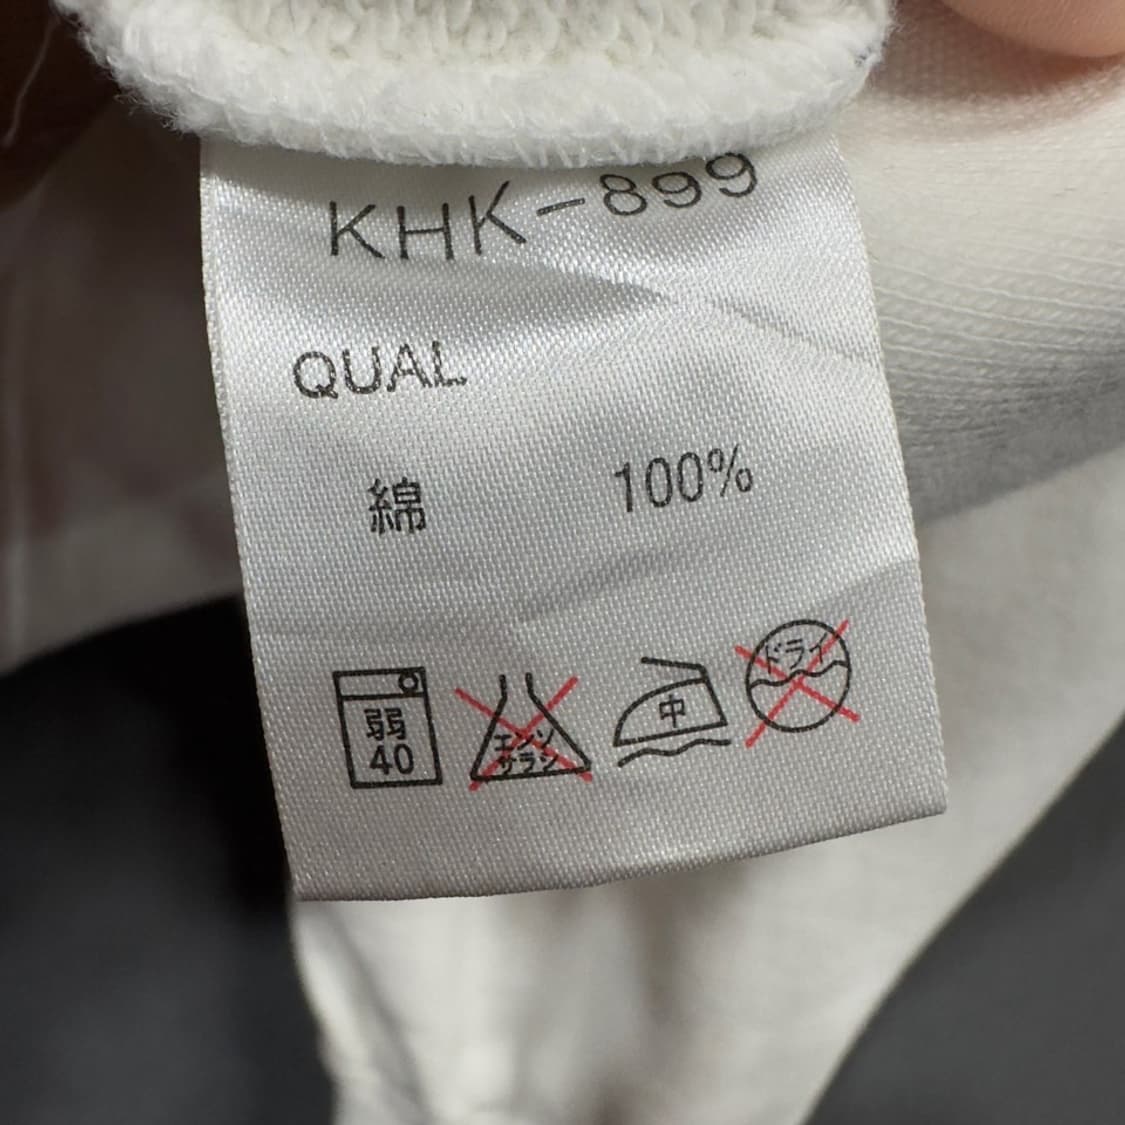 KHK-899
QUAL
綿 100%
弱 40
エンソ サラシ
中
ドライ